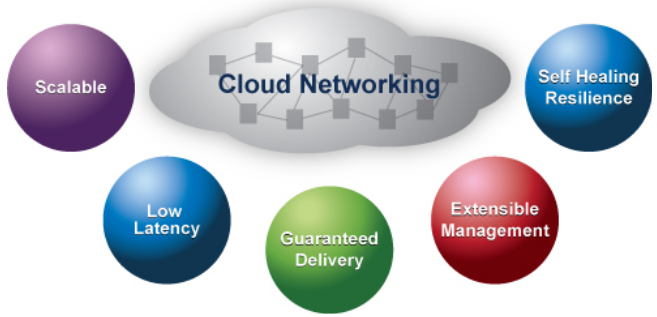 Cloud Networking
Scalable
Low
Latency
Guaranteed
Delivery
Extensible
Management
Self Healing
Resilience